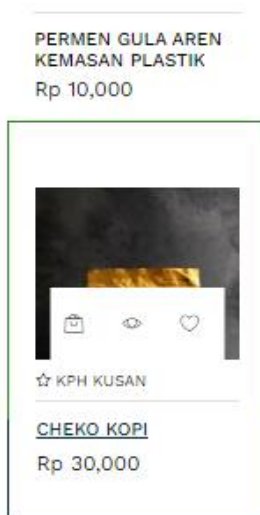 PERMEN GULA AREN
KEMASAN PLASTIK
Rp 10,000
KPH KUSAN
CHEKO KOPI
Rp 30,000